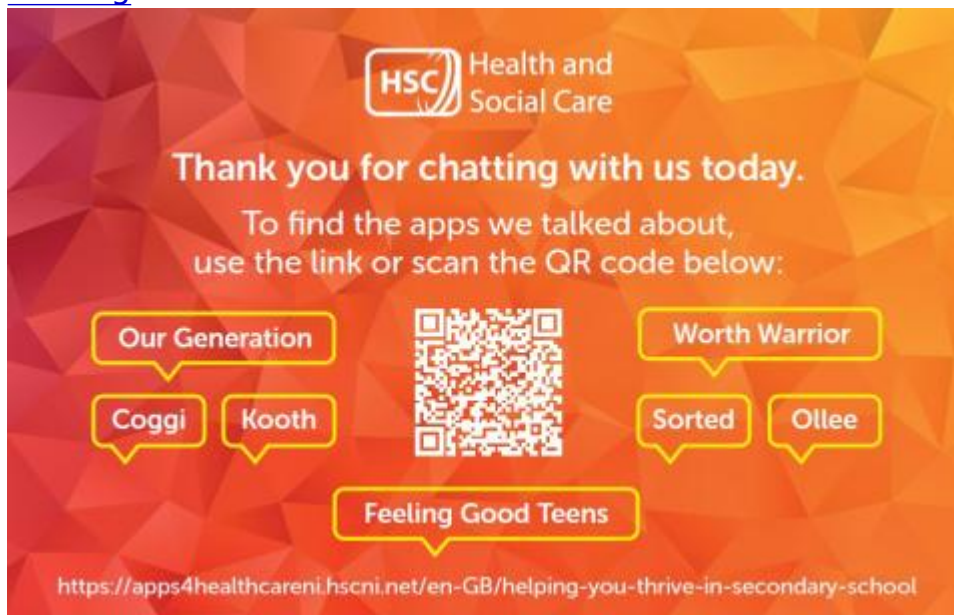 HSC Health and
Social Care
Thank you for chatting with us today.
To find the apps we talked about,
use the link or scan the QR code below:
Our Generation
Worth Warrior
Coggi
Kooth
Sorted
Ollee
Feeling Good Teens
https://apps4healthcareni.hscni.net/en-GB/helping-you-thrive-in-secondary-school